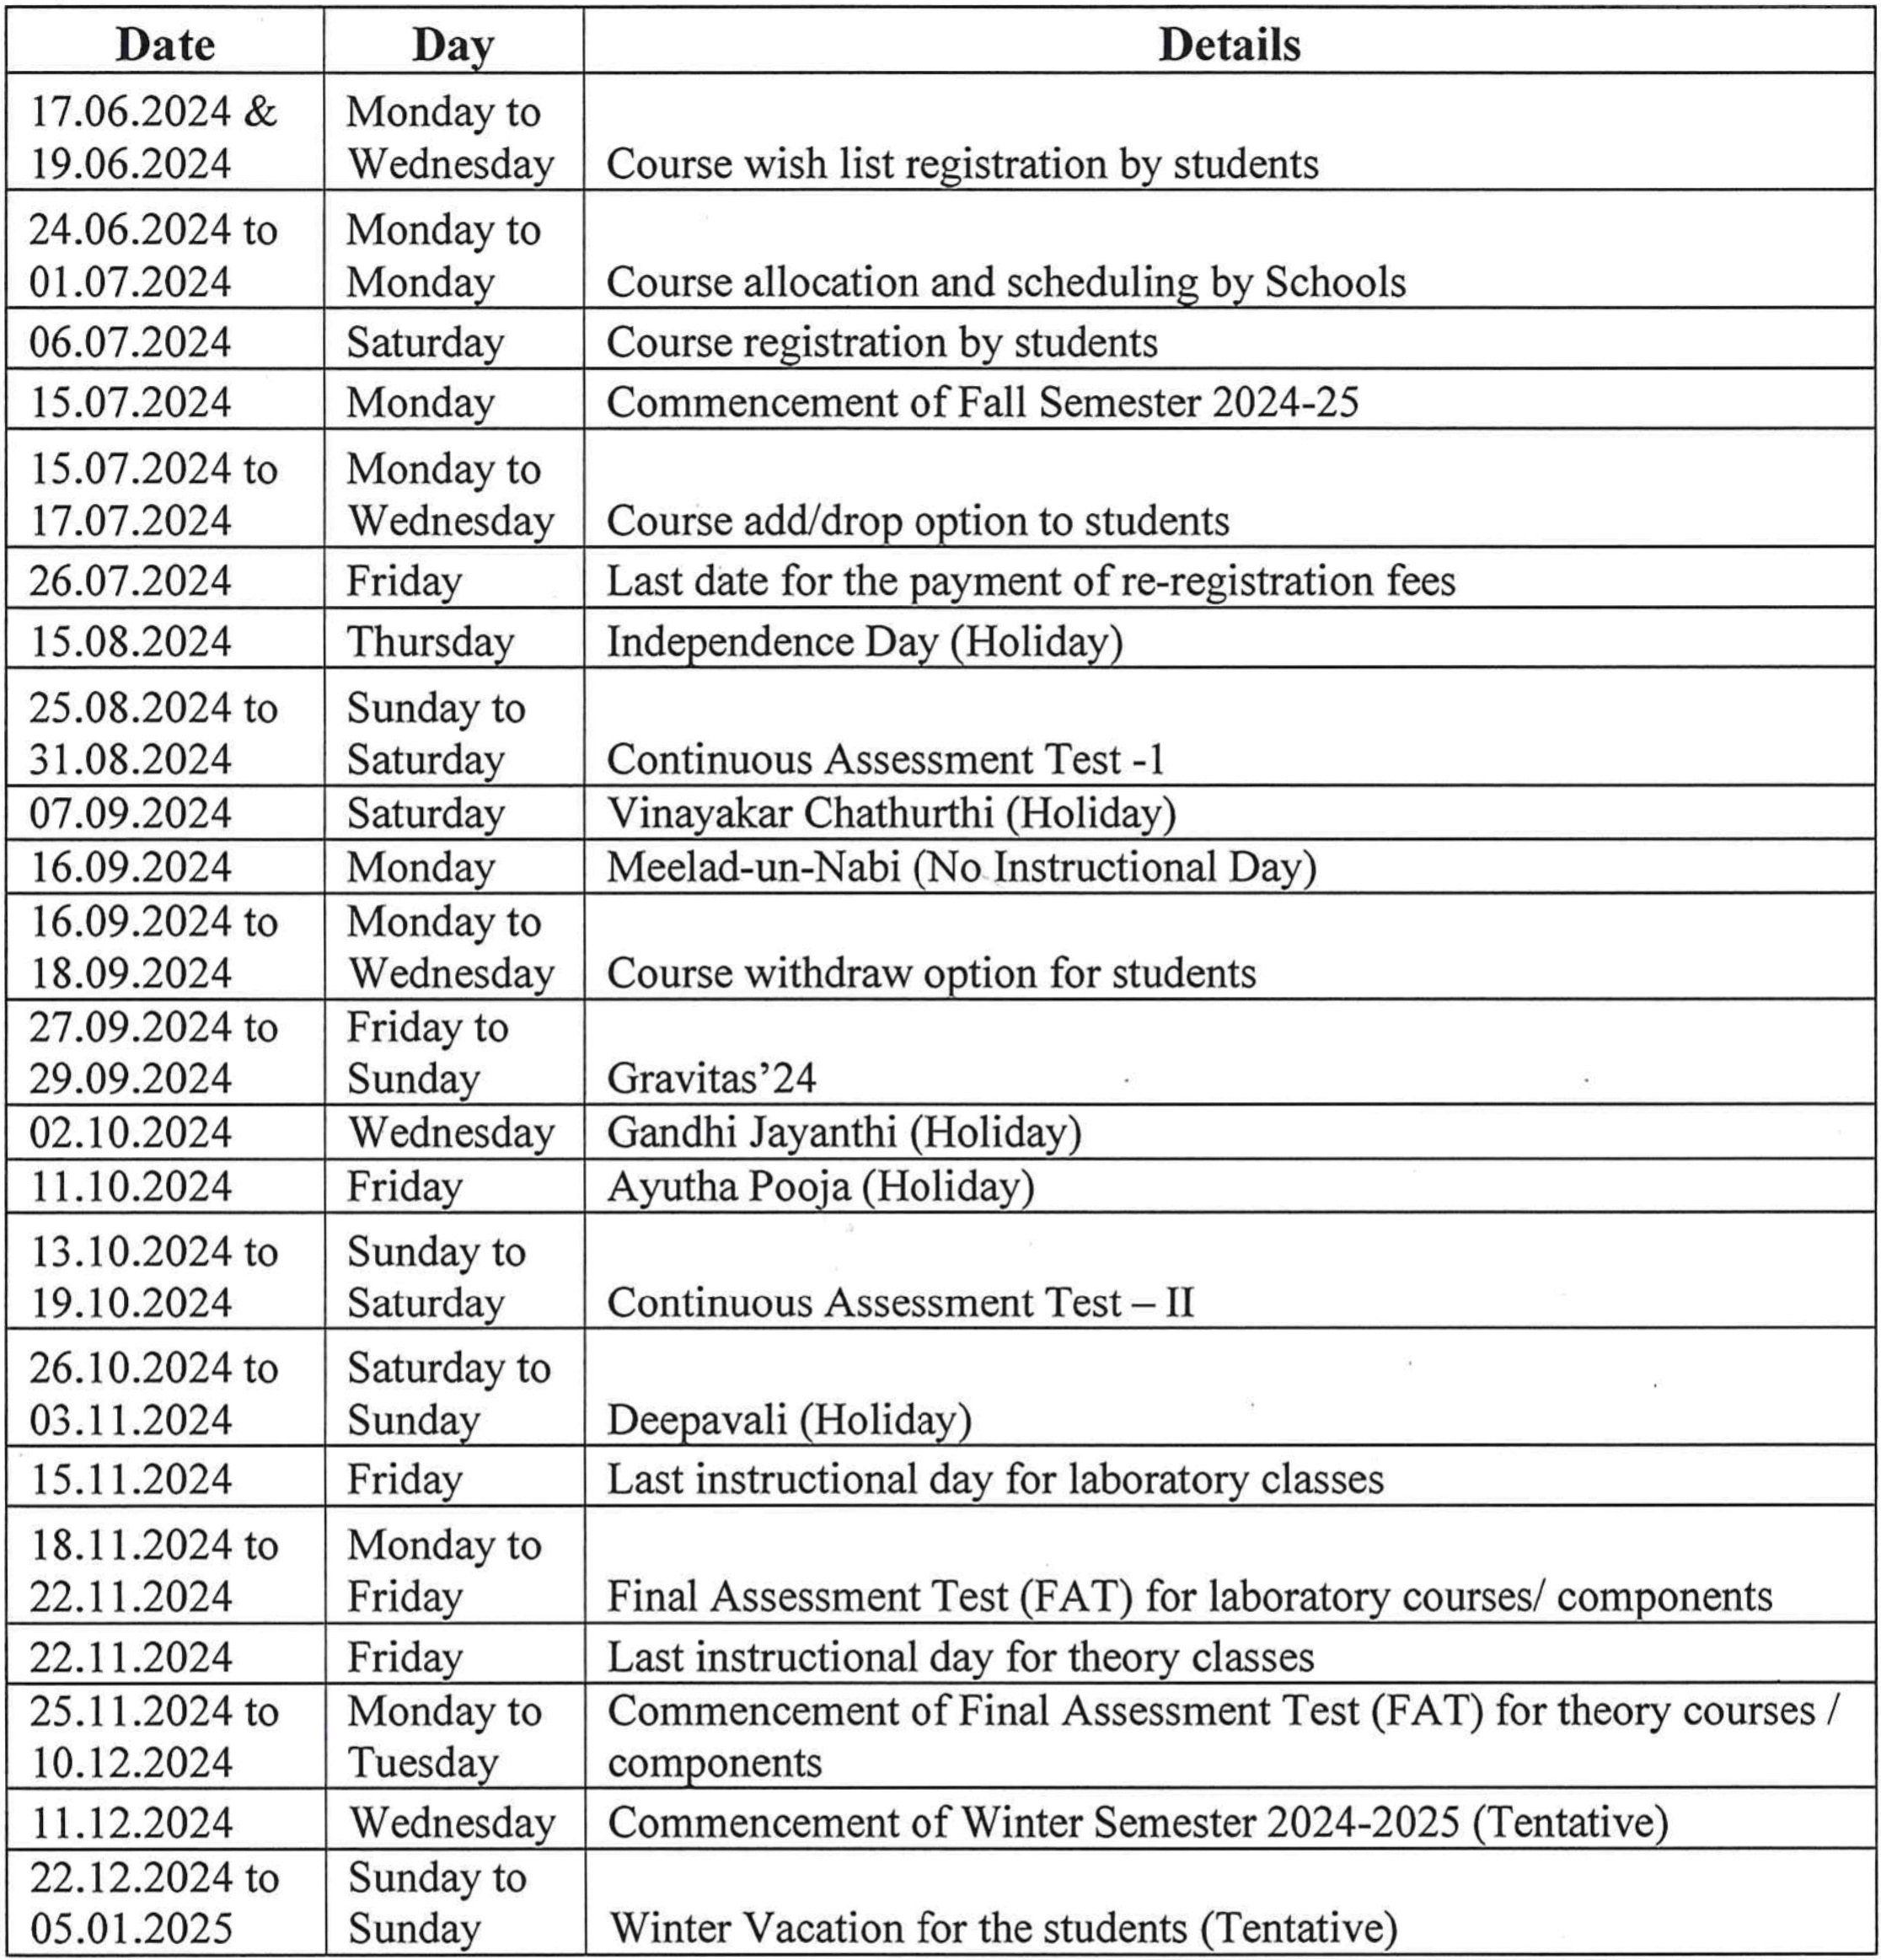 Date Day Details
17.06.2024 & Monday to
19.06.2024 Wednesday Course wish list registration by students
24.06.2024 to Monday to
01.07.2024 Monday Course allocation and scheduling by Schools
06.07.2024 Saturday Course registration by students
15.07.2024 Monday Commencement of Fall Semester 2024-25
15.07.2024 to Monday to
17.07.2024 Wednesday Course add/drop option to students
26.07.2024 Friday Last date for the payment of re-registration fees
15.08.2024 Thursday Independence Day (Holiday)
25.08.2024 to Sunday to
31.08.2024 Saturday Continuous Assessment Test -1
07.09.2024 Saturday Vinayakar Chathurthi (Holiday)
16.09.2024 Monday Meelad-un-Nabi (No Instructional Day)
16.09.2024 to Monday to
18.09.2024 Wednesday Course withdraw option for students
27.09.2024 to Friday to
29.09.2024 Sunday Gravitas’24
02.10.2024 Wednesday Gandhi Jayanthi (Holiday)
11.10.2024 Friday Ayutha Pooja (Holiday)
13.10.2024 to Sunday to
19.10.2024 Saturday Continuous Assessment Test – II
26.10.2024 to Saturday to
03.11.2024 Sunday Deepavali (Holiday)
15.11.2024 Friday Last instructional day for laboratory classes
18.11.2024 to Monday to
22.11.2024 Friday Final Assessment Test (FAT) for laboratory courses/ components
22.11.2024 Friday Last instructional day for theory classes
25.11.2024 to Monday to Commencement of Final Assessment Test (FAT) for theory courses /
10.12.2024 Tuesday components
11.12.2024 Wednesday Commencement of Winter Semester 2024-2025 (Tentative)
22.12.2024 to Sunday to
05.01.2025 Sunday Winter Vacation for the students (Tentative)